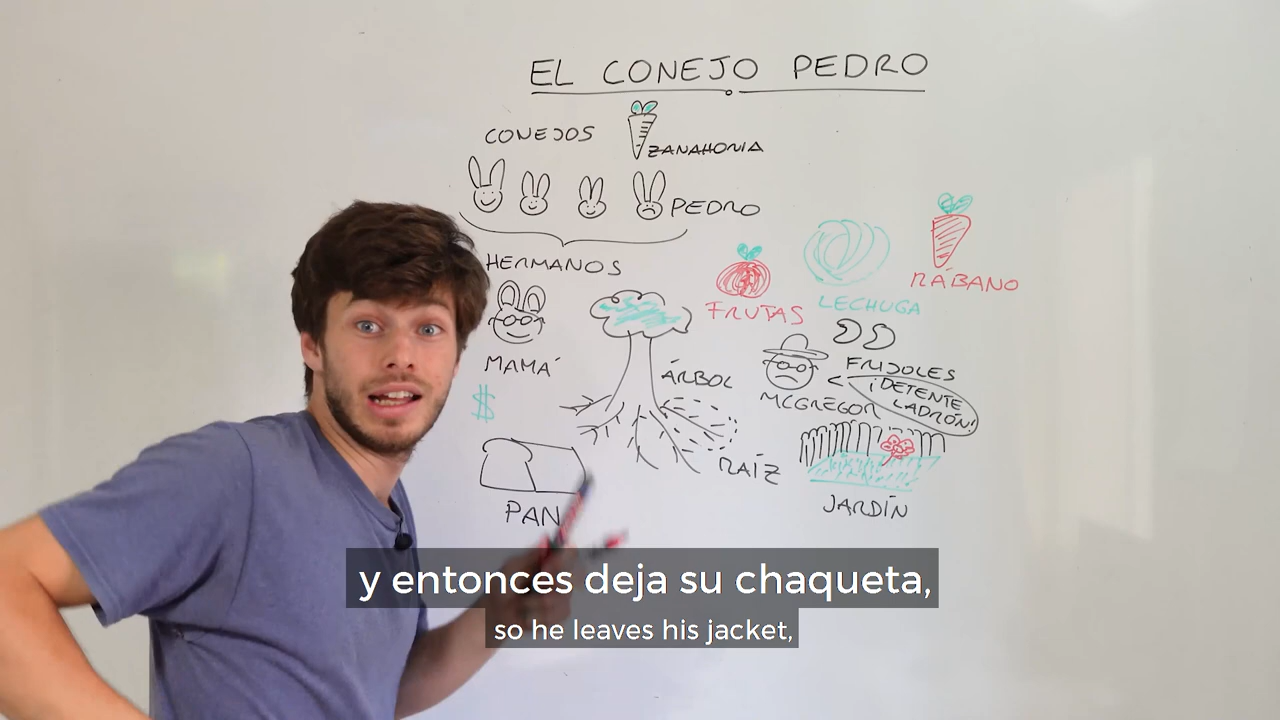 EL CONEJO PEDRO
CONEJOS
ZANAHORIA
PEDRO
HERMANOS
RÁBANO
FRUTAS
LECHUGA
MAMÁ
ÁRBOL
FRIJOLES
MCGREGOR
¡DETENTE
LADRÓN!
$
RAÍZ
PAN
JARDÍN
y entonces deja su chaqueta,
so he leaves his jacket,